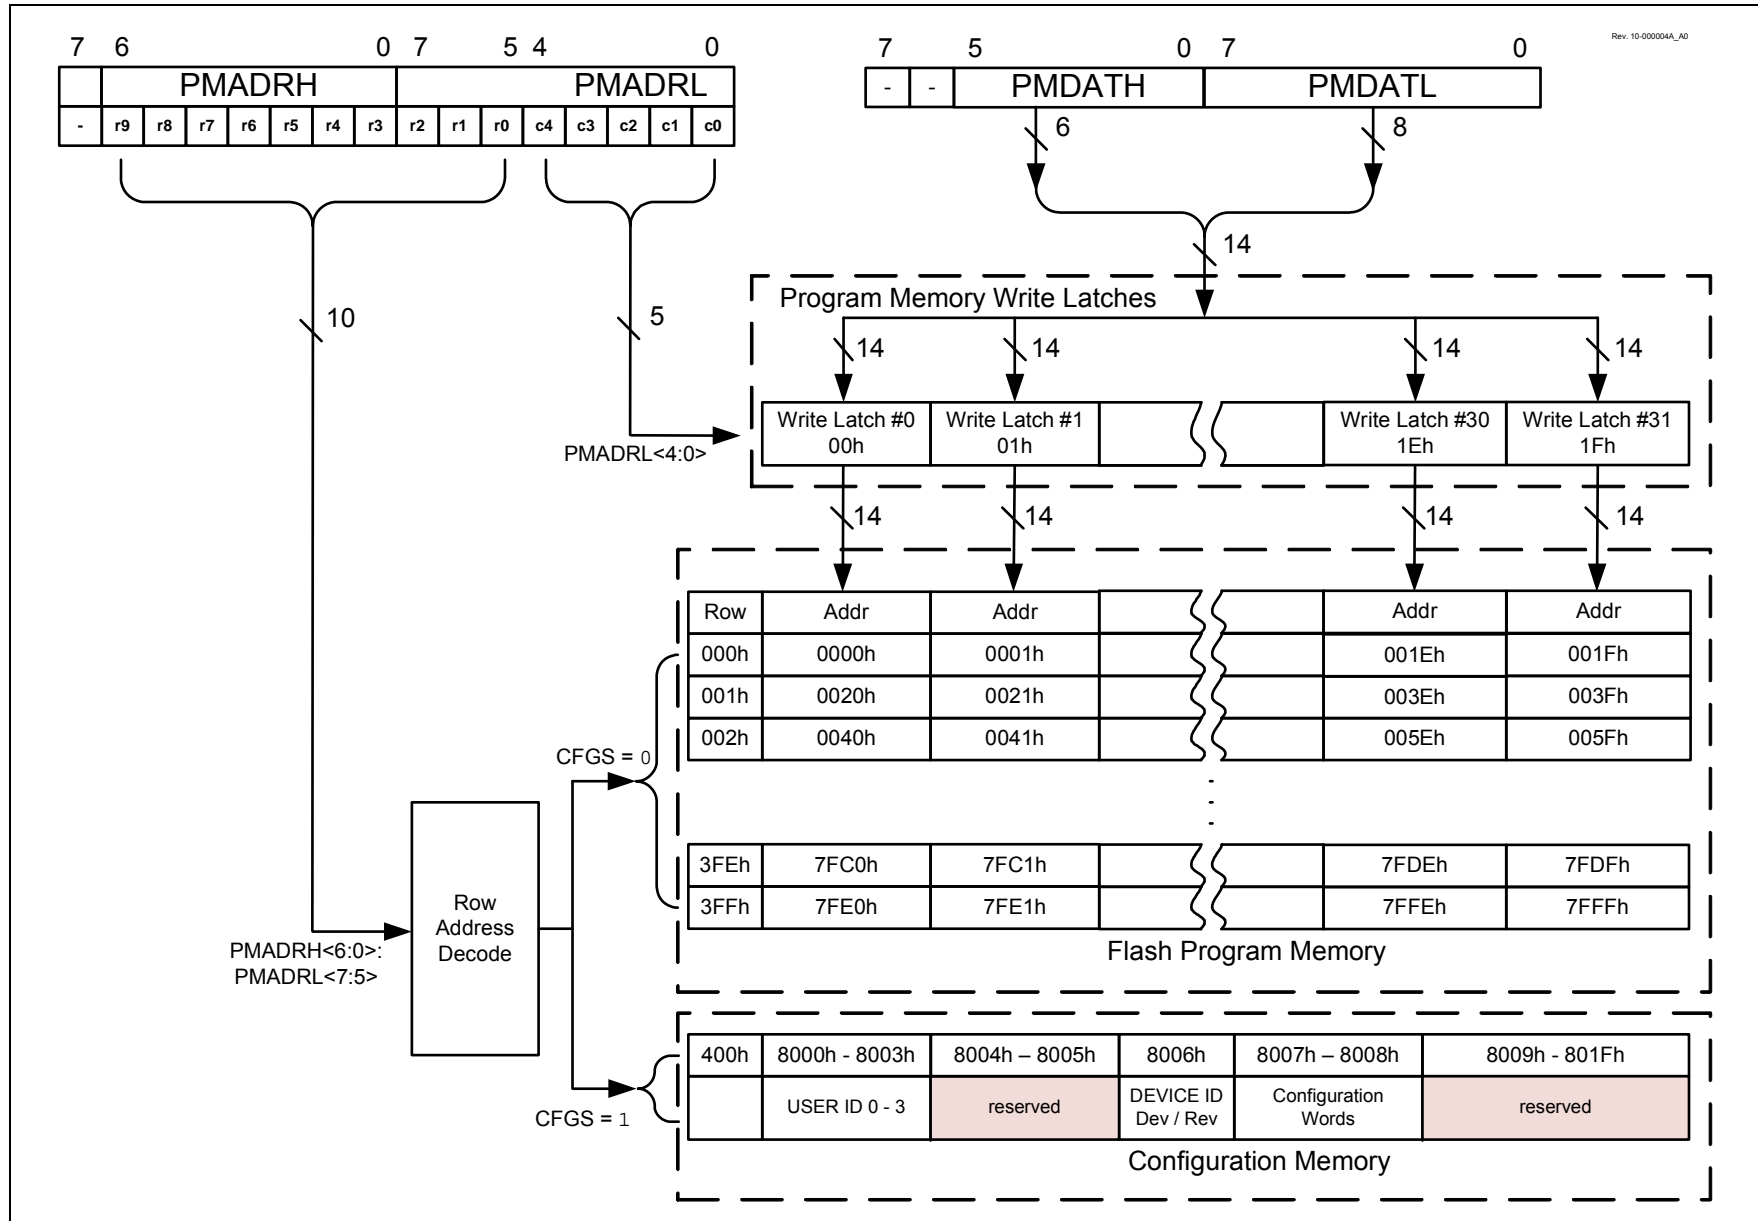 Rev. 10-000004A_A0
7 6 0 7 5 4 0
PMADRH PMADRL
- r9 r8 r7 r6 r5 r4 r3 r2 r1 r0 c4 c3 c2 c1 c0
7 5 0 7 0
- - PMDATH PMDATL
6 8
14
10
5
Program Memory Write Latches
14 14 14 14
Write Latch #0 Write Latch #1 Write Latch #30 Write Latch #31
00h 01h 1Eh 1Fh
PMADRL<4:0>
14 14 14 14
Row Addr Addr Addr Addr
000h 0000h 0001h 001Eh 001Fh
001h 0020h 0021h 003Eh 003Fh
002h 0040h 0041h 005Eh 005Fh
CFGS = 0
3FEh 7FC0h 7FC1h 7FDEh 7FDFh
3FFh 7FE0h 7FE1h 7FFEh 7FFFh
Flash Program Memory
Row
Address
Decode
PMADRH<6:0>:
PMADRL<7:5>
400h 8000h - 8003h 8004h – 8005h 8006h 8007h – 8008h 8009h - 801Fh
USER ID 0 - 3 reserved DEVICE ID Configuration reserved
Dev / Rev Words
CFGS = 1
Configuration Memory